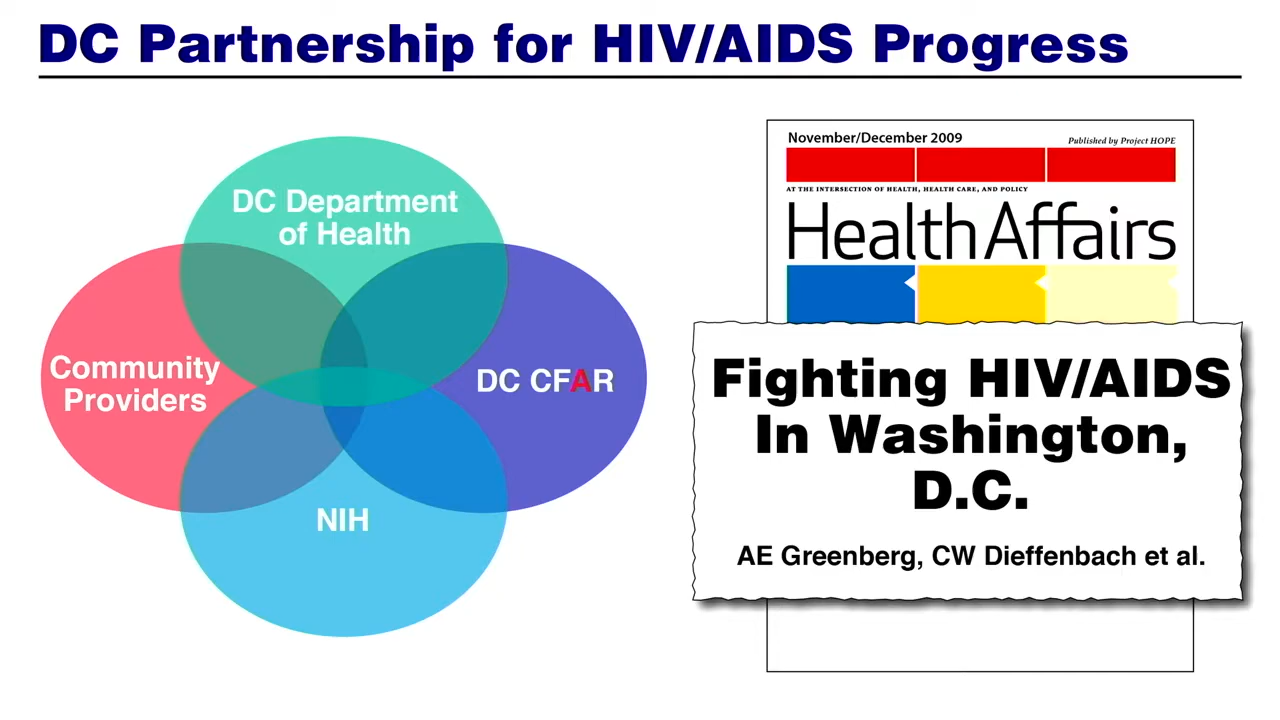 DC Partnership for HIV/AIDS Progress
DC Department
of Health
Community
Providers
DC CFAR
NIH
November/December 2009
Published by Project HOPE
AT THE INTERSECTION OF HEALTH, HEALTH CARE, AND POLICY
HealthAffairs
Fighting HIV/AIDS
In Washington,
D.C.
AE Greenberg, CW Dieffenbach et al.